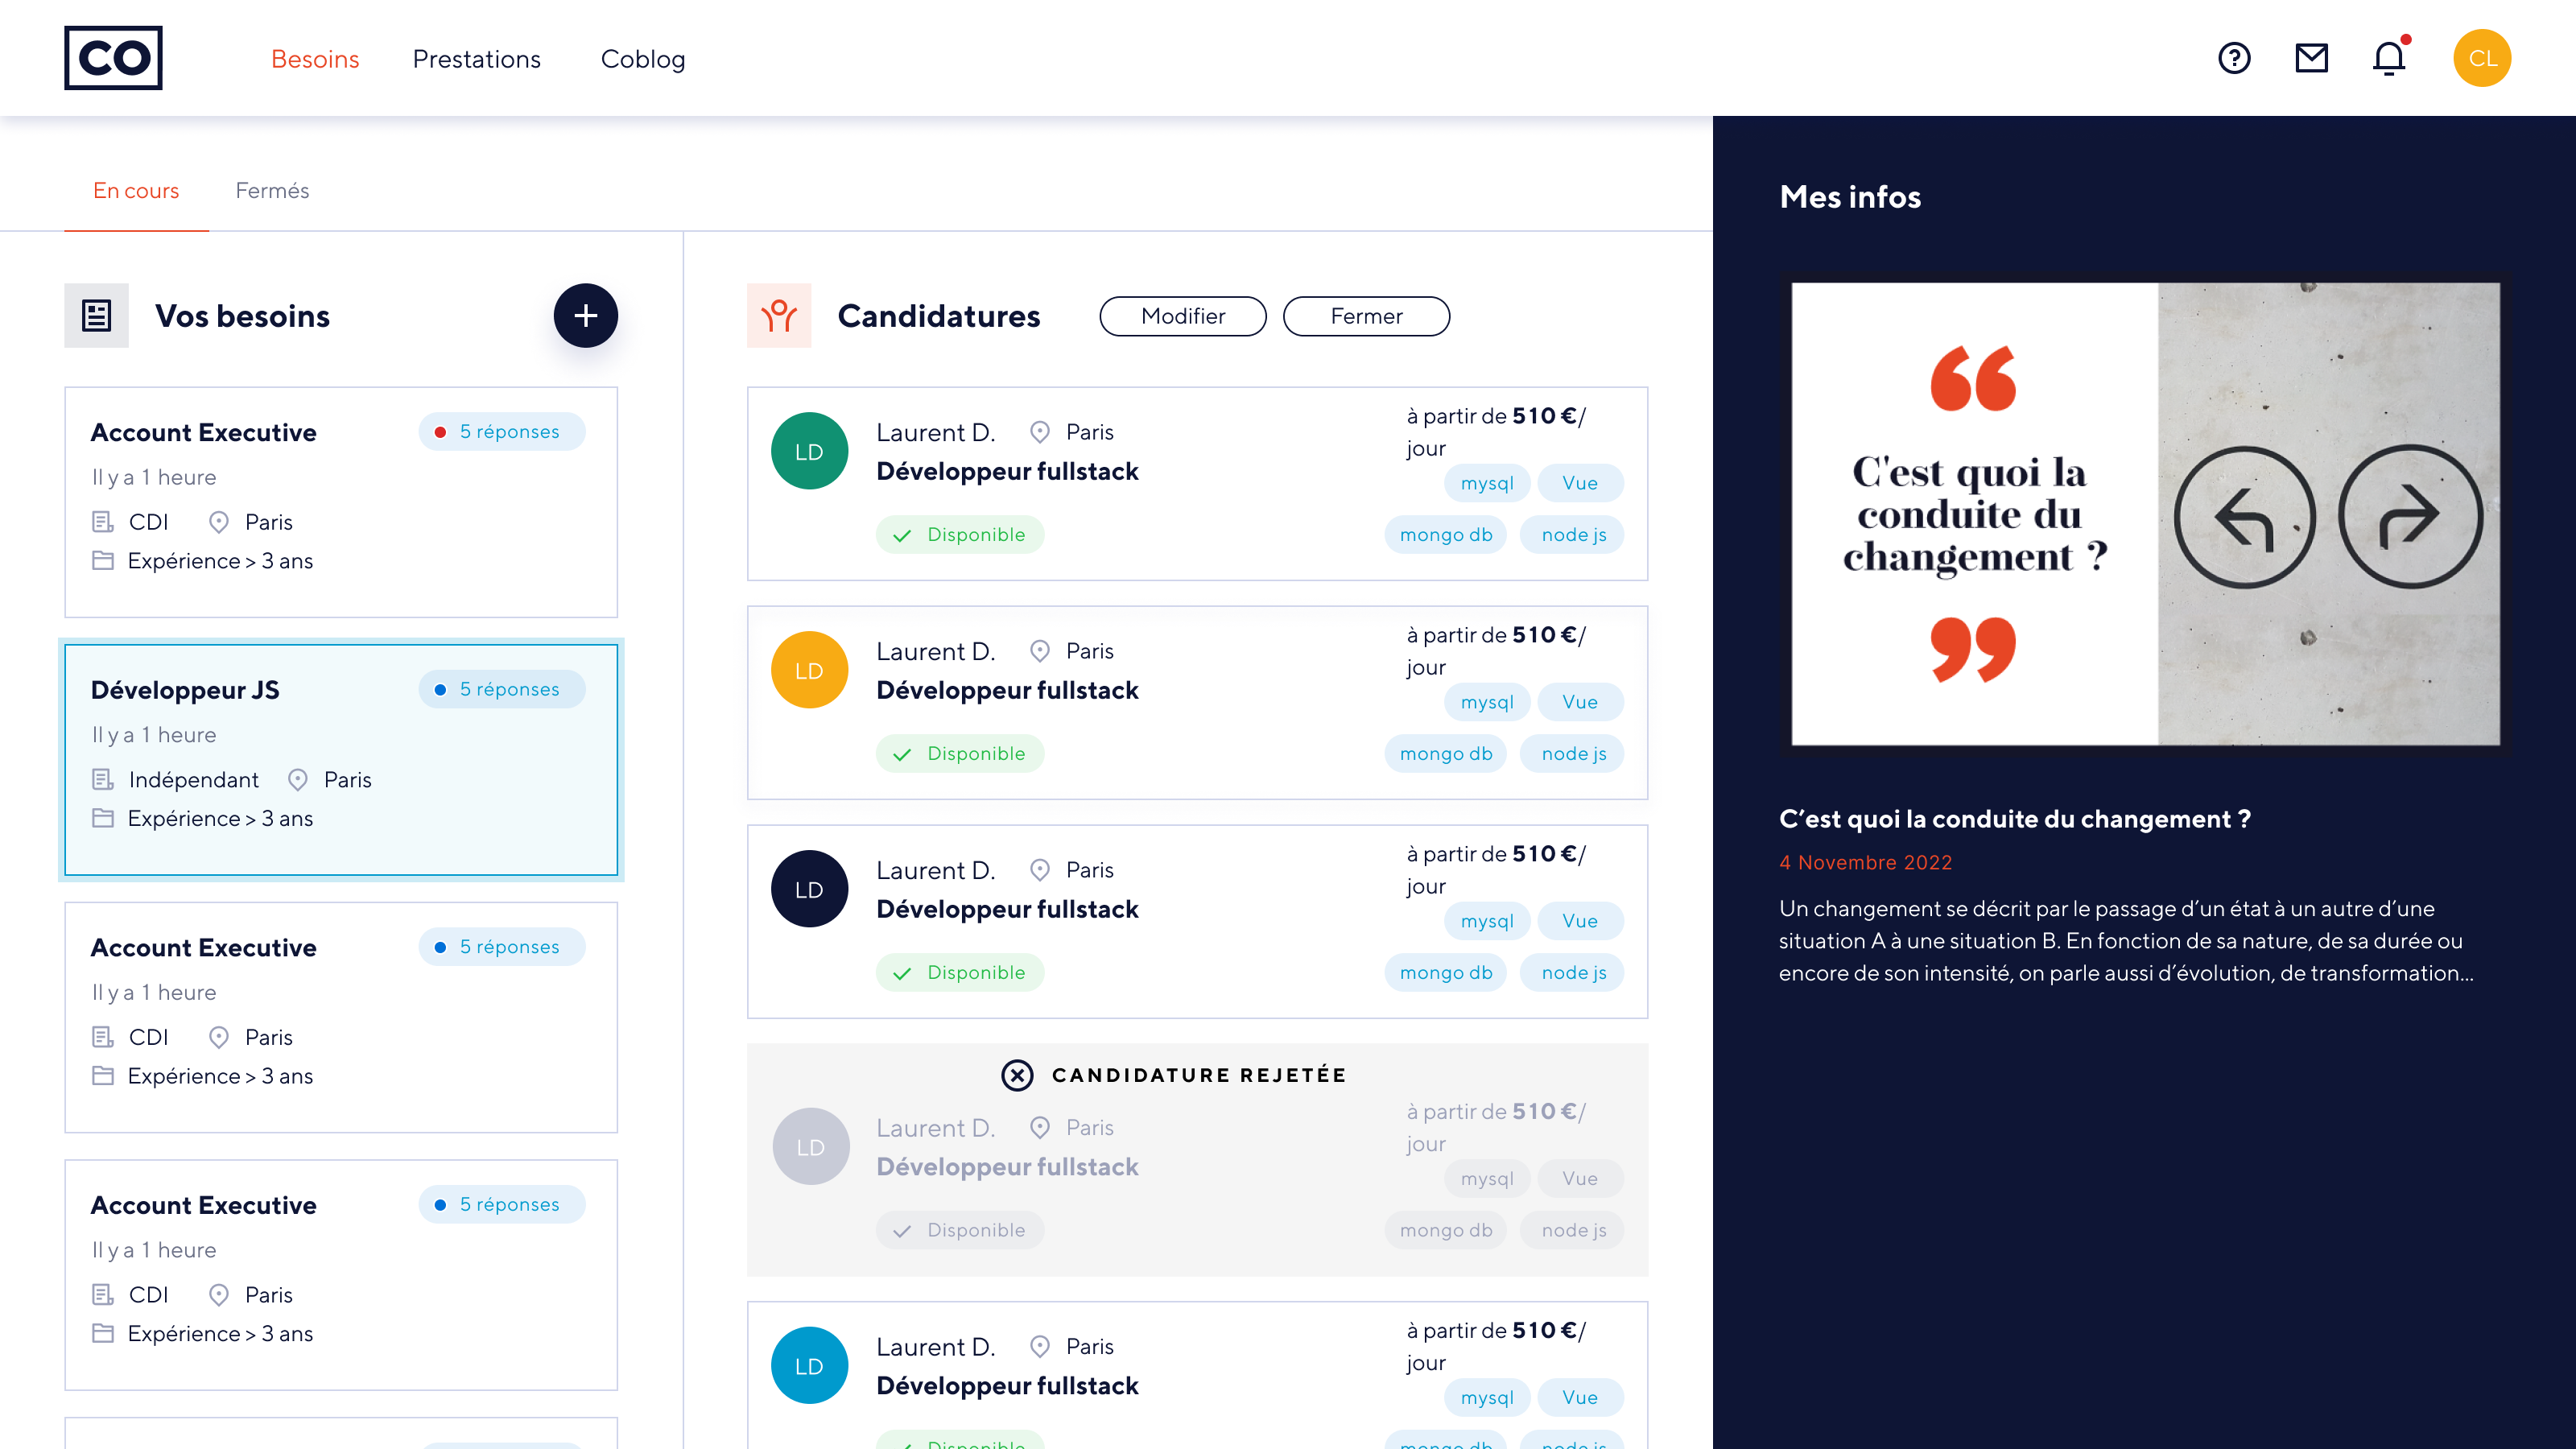 CO
Besoins
Prestations
Coblog
CL
En cours
Fermés
Vos besoins
Account Executive
5 réponses
Il y a 1 heure
CDI
Paris
Expérience > 3 ans
Développeur JS
5 réponses
Il y a 1 heure
Indépendant
Paris
Expérience > 3 ans
Account Executive
5 réponses
Il y a 1 heure
CDI
Paris
Expérience > 3 ans
Account Executive
5 réponses
Il y a 1 heure
CDI
Paris
Expérience > 3 ans
Candidatures
Modifier
Fermer
LD
Laurent D.
Paris
Développeur fullstack
Disponible
à partir de 510 €/
jour
mysql
Vue
mongo db
node js
LD
Laurent D.
Paris
Développeur fullstack
Disponible
à partir de 510 €/
jour
mysql
Vue
mongo db
node js
LD
Laurent D.
Paris
Développeur fullstack
Disponible
à partir de 510 €/
jour
mysql
Vue
mongo db
node js
CANDIDATURE REJETÉE
LD
Laurent D.
Paris
Développeur fullstack
Disponible
à partir de 510 €/
jour
mysql
Vue
mongo db
node js
LD
Laurent D.
Paris
Développeur fullstack
Disponible
à partir de 510 €/
jour
mysql
Vue
mongo db
node js
Mes infos
“
C'est quoi la
conduite du
changement ?
”
C’est quoi la conduite du changement ?
4 Novembre 2022
Un changement se décrit par le passage d’un état à un autre d’une
situation A à une situation B. En fonction de sa nature, de sa durée ou
encore de son intensité, on parle aussi d’évolution, de transformation...